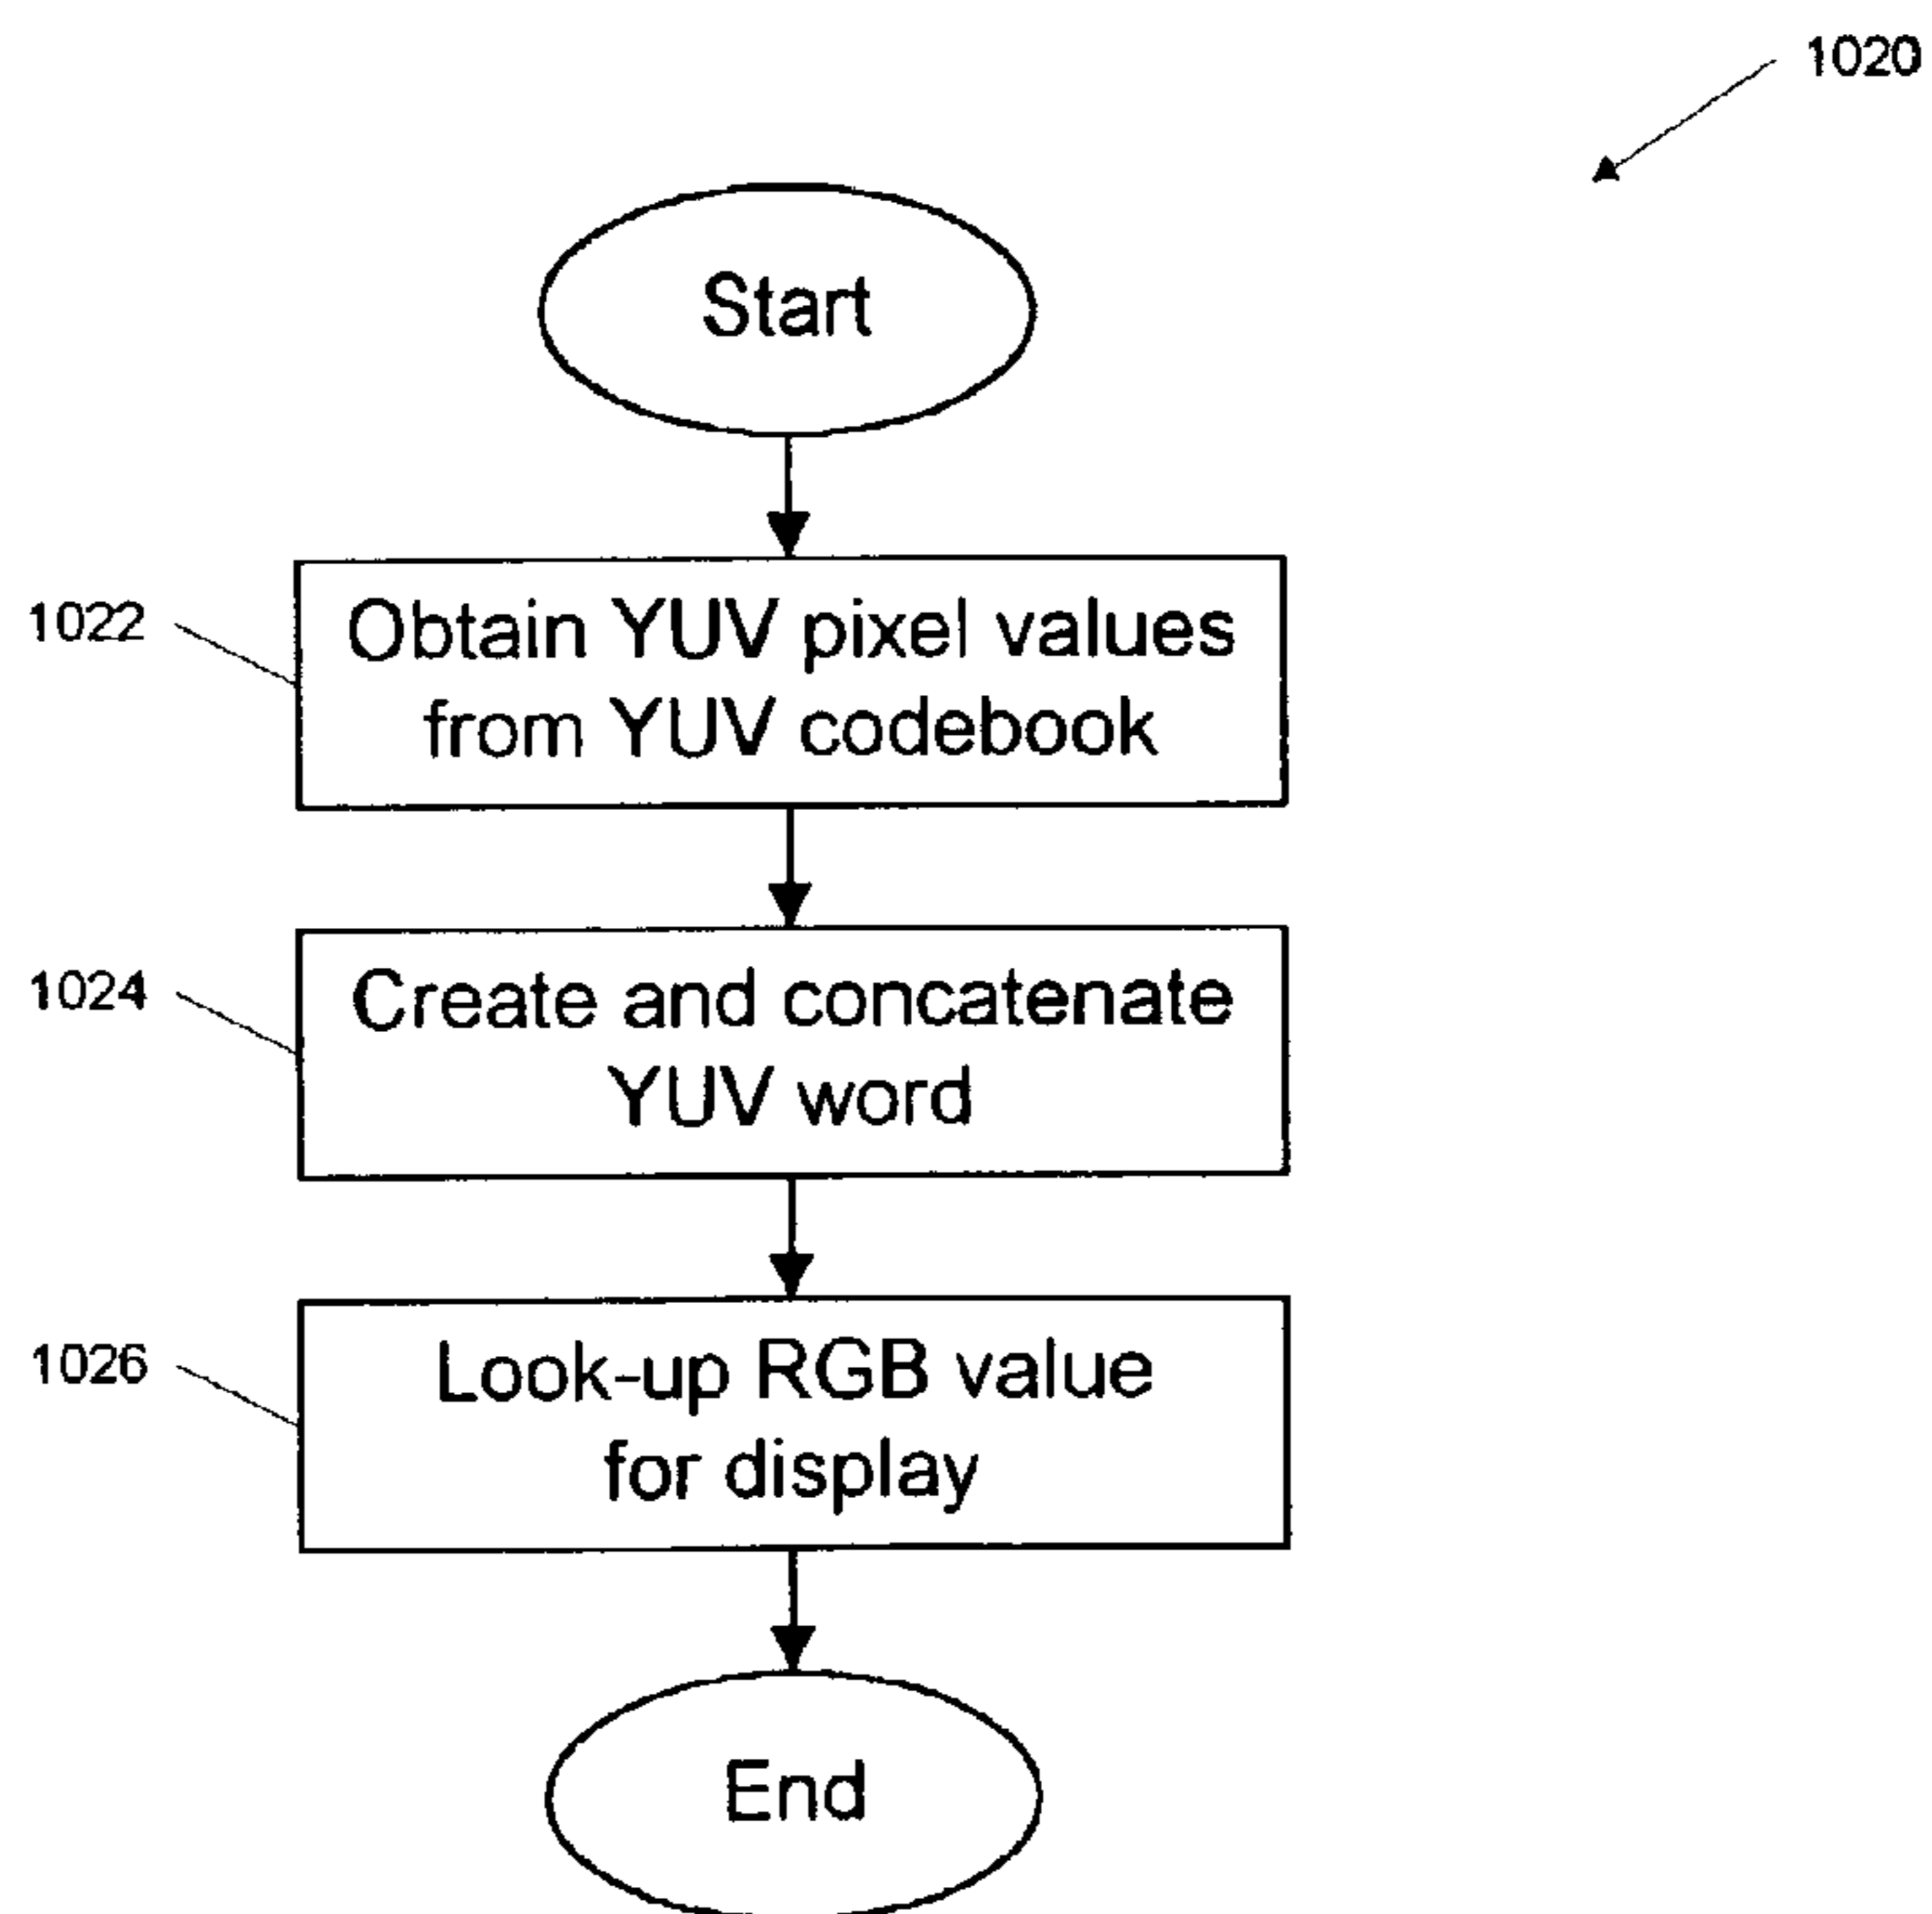 1020
Start
1022
Obtain YUV pixel values
from YUV codebook
1024
Create and concatenate
YUV word
1026
Look-up RGB value
for display
End